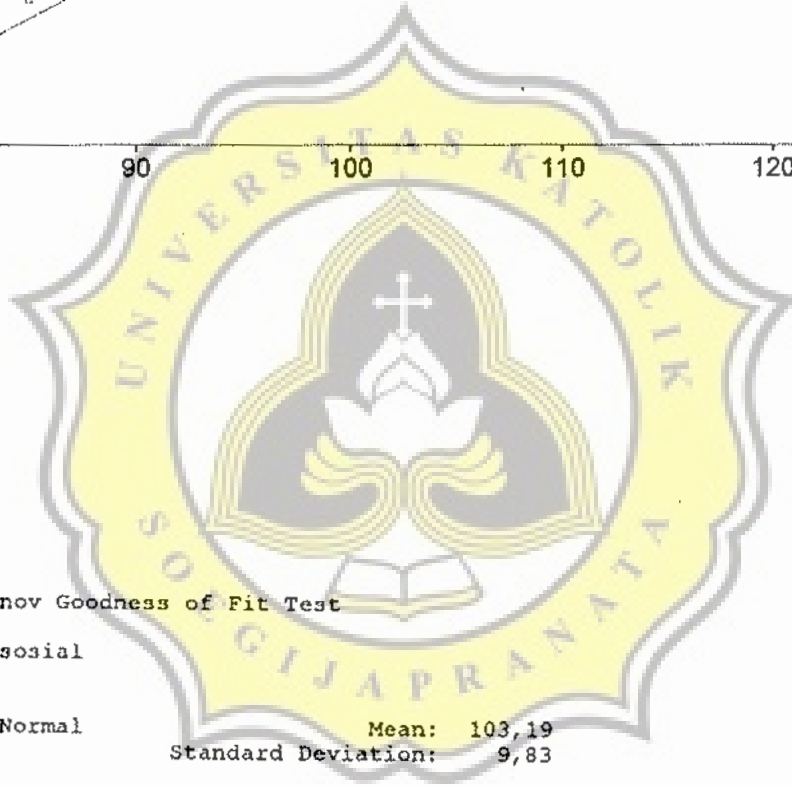 90 100 110 120
UNIVERSITAS KATOLIK
SOEGIJAPRANATA
nov Goodness of Fit Test
sosial
Normal Mean: 103,19
Standard Deviation: 9,83